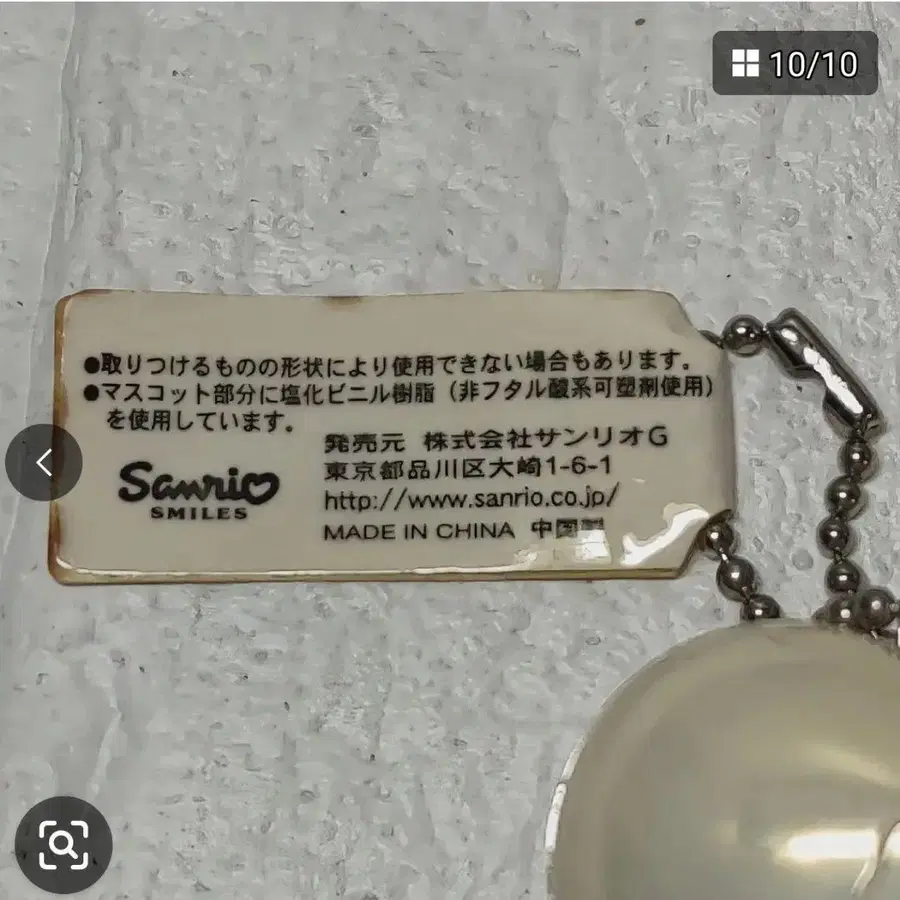 10/10
●取りつけるものの形状により使用できない場合もあります。
●マスコット部分に塩化ビニル樹脂（非フタル酸系可塑剤使用）
を使用しています。
Sanrio
SMILES
発売元 株式会社サンリオG
東京都品川区大崎1-6-1
http://www.sanrio.co.jp/
MADE IN CHINA 中国製